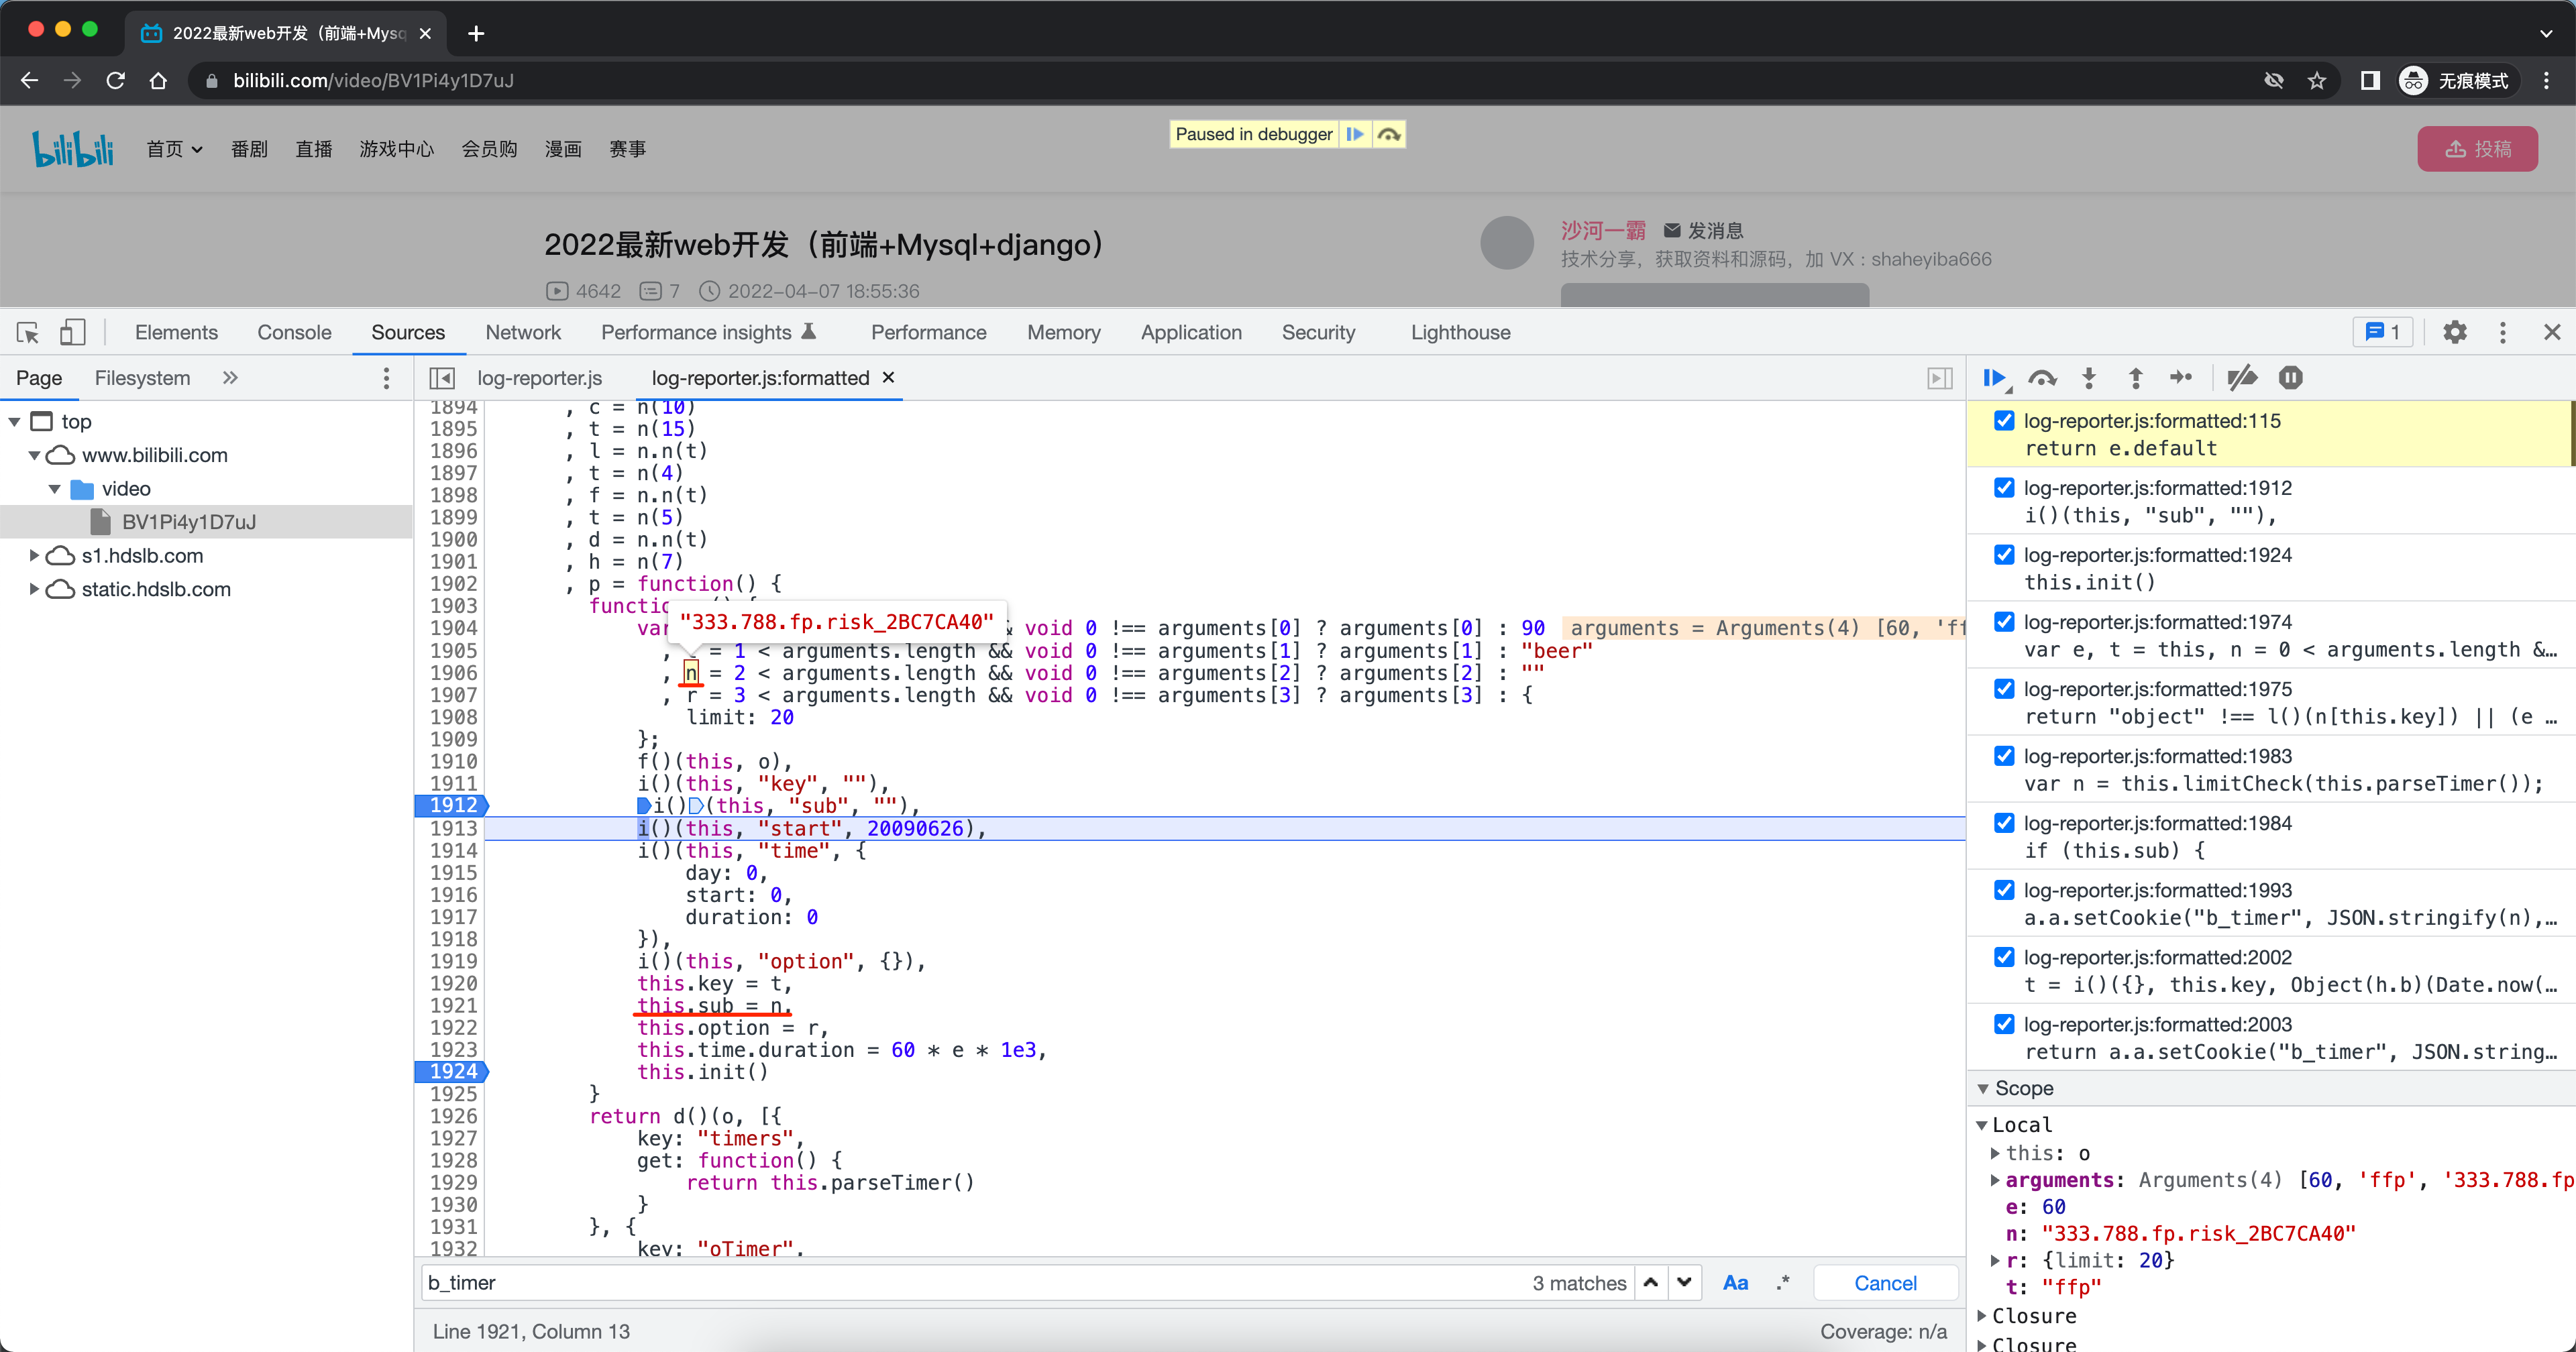 2022最新web开发（前端+Mysq
bilibili.com/video/BV1Pi4y1D7uJ
无痕模式
bilibili
首页 番剧 直播 游戏中心 会员购 漫画 赛事
Paused in debugger
投稿
2022最新web开发（前端+Mysql+django）
4642 7 2022-04-07 18:55:36
沙河一霸 发消息
技术分享，获取资料和源码，加 VX : shaheyiba666
Elements Console Sources Network Performance insights Performance Memory Application Security Lighthouse 1
Page Filesystem
top
www.bilibili.com
video
BV1Pi4y1D7uJ
s1.hdslb.com
static.hdslb.com
log-reporter.js log-reporter.js:formatted
1894 , c = n(10)
1895 , t = n(15)
1896 , l = n.n(t)
1897 , t = n(4)
1898 , f = n.n(t)
1899 , t = n(5)
1900 , d = n.n(t)
1901 , h = n(7)
1902 , p = function() {
1903 functio
"333.788.fp.risk_2BC7CA40"
1904 var & void 0 !== arguments[0] ? arguments[0] : 90 arguments = Arguments(4) [60, 'ff
1905 , t = 1 < arguments.length && void 0 !== arguments[1] ? arguments[1] : "beer"
1906 , n = 2 < arguments.length && void 0 !== arguments[2] ? arguments[2] : ""
1907 , r = 3 < arguments.length && void 0 !== arguments[3] ? arguments[3] : {
1908 limit: 20
1909 };
1910 f()(this, o),
1911 i()(this, "key", ""),
1912 i()(this, "sub", ""),
1913 i()(this, "start", 20090626),
1914 i()(this, "time", {
1915 day: 0,
1916 start: 0,
1917 duration: 0
1918 }),
1919 i()(this, "option", {}),
1920 this.key = t,
1921 this.sub = n,
1922 this.option = r,
1923 this.time.duration = 60 * e * 1e3,
1924 this.init()
1925 }
1926 return d()(o, [{
1927 key: "timers",
1928 get: function() {
1929 return this.parseTimer()
1930 }
1931 }, {
1932 key: "oTimer",
b_timer 3 matches Aa .* Cancel
Line 1921, Column 13 Coverage: n/a
log-reporter.js:formatted:115
return e.default
log-reporter.js:formatted:1912
i()(this, "sub", ""),
log-reporter.js:formatted:1924
this.init()
log-reporter.js:formatted:1974
var e, t = this, n = 0 < arguments.length &…
log-reporter.js:formatted:1975
return "object" !== l()(n[this.key]) || (e …
log-reporter.js:formatted:1983
var n = this.limitCheck(this.parseTimer());
log-reporter.js:formatted:1984
if (this.sub) {
log-reporter.js:formatted:1993
a.a.setCookie("b_timer", JSON.stringify(n),…
log-reporter.js:formatted:2002
t = i()({}, this.key, Object(h.b)(Date.now(…
log-reporter.js:formatted:2003
return a.a.setCookie("b_timer", JSON.string…
Scope
Local
this: o
arguments: Arguments(4) [60, 'ffp', '333.788.fp
e: 60
n: "333.788.fp.risk_2BC7CA40"
r: {limit: 20}
t: "ffp"
Closure
Closure